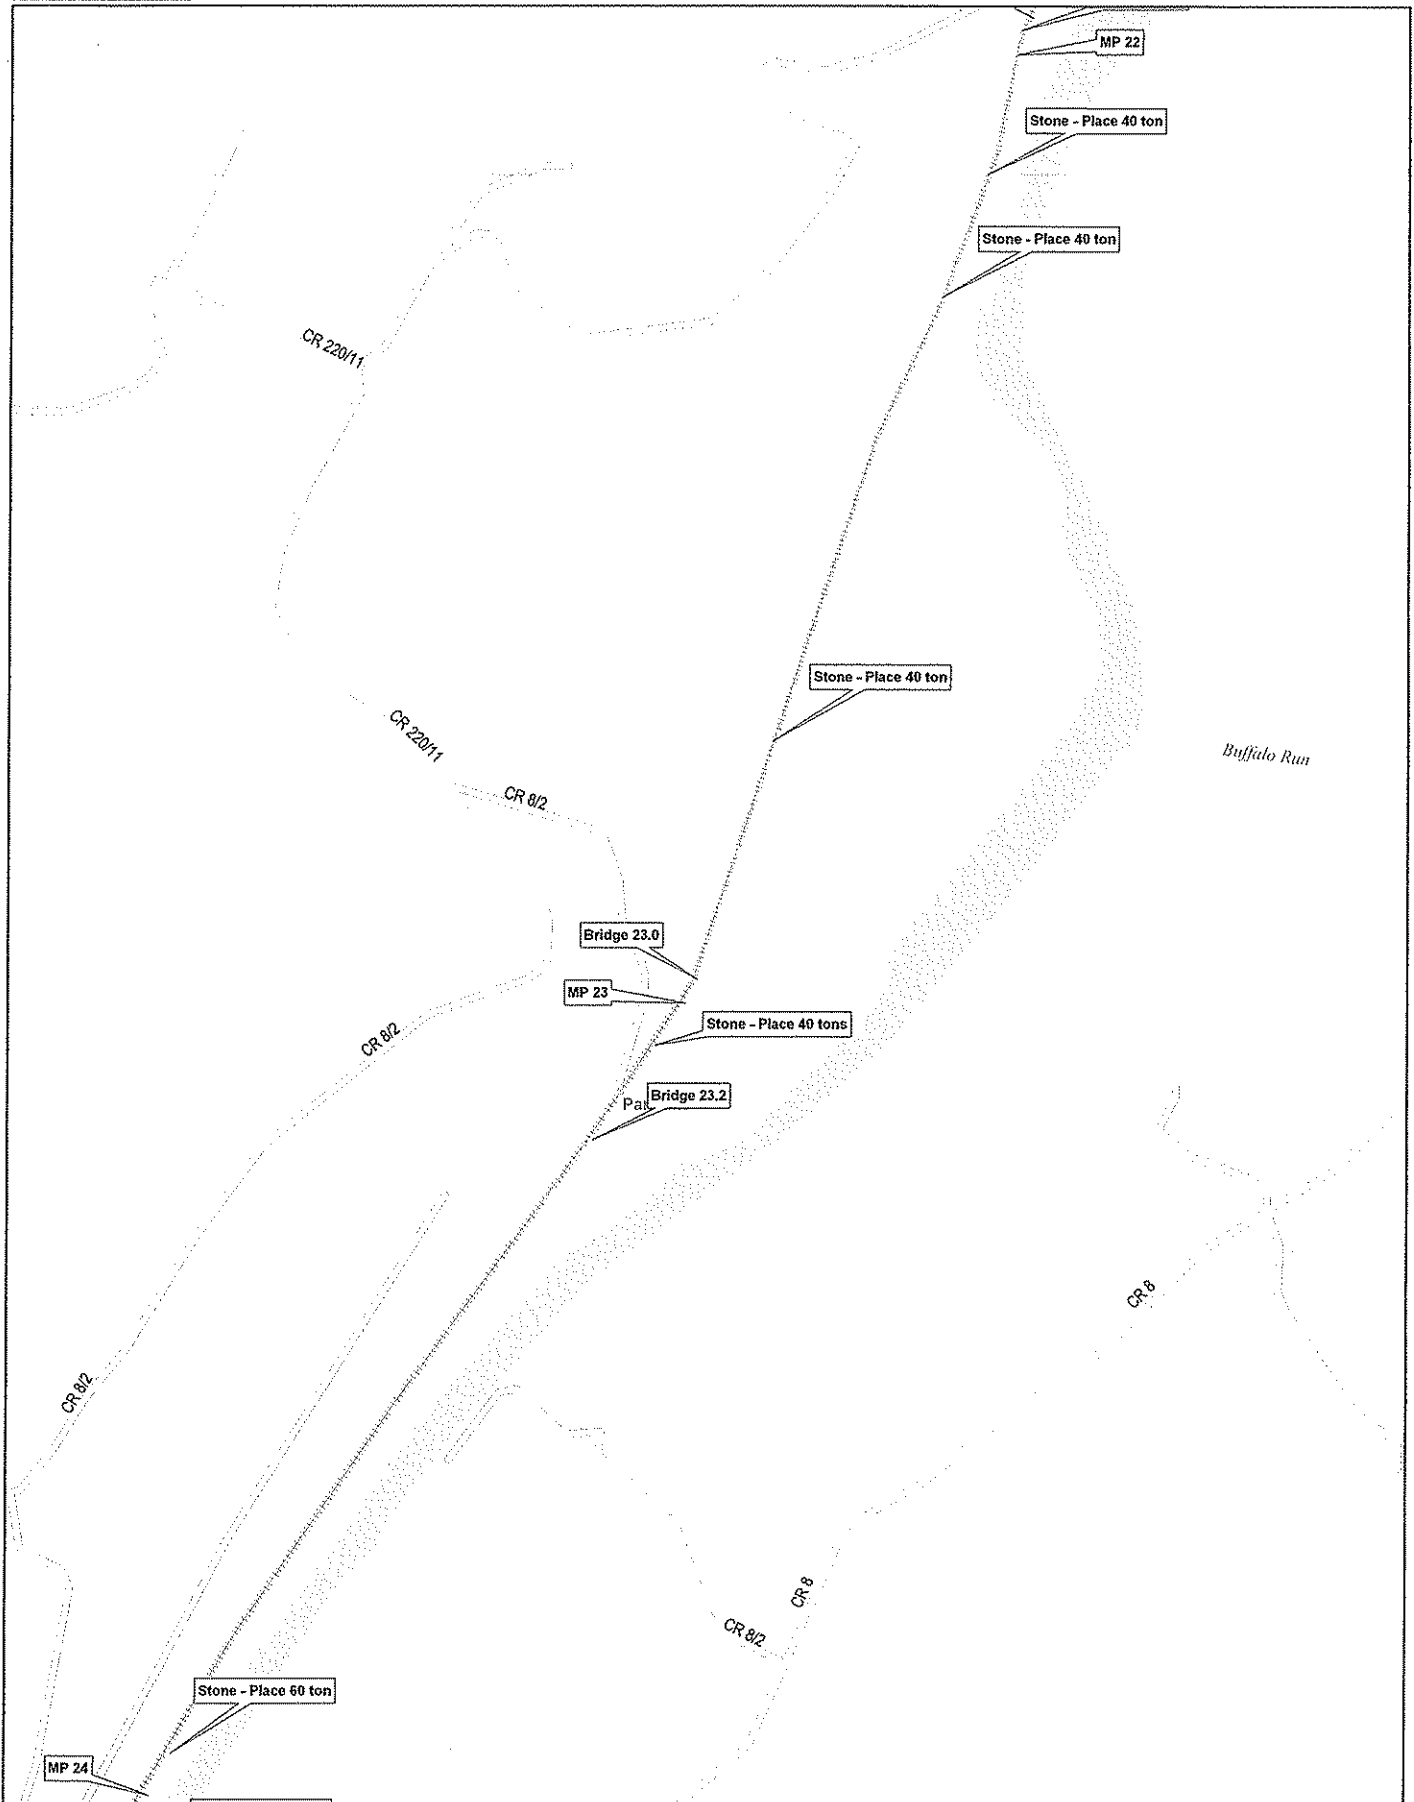 MP 22
Stone - Place 40 ton
Stone - Place 40 ton
CR 220/11
Stone - Place 40 ton
CR 220/11
Buffalo Run
CR 8/2
Bridge 23.0
MP 23
Stone - Place 40 tons
CR 8/2
Bridge 23.2
CR 8
CR 8/2
CR 8
CR 8/2
Stone - Place 60 ton
MP 24